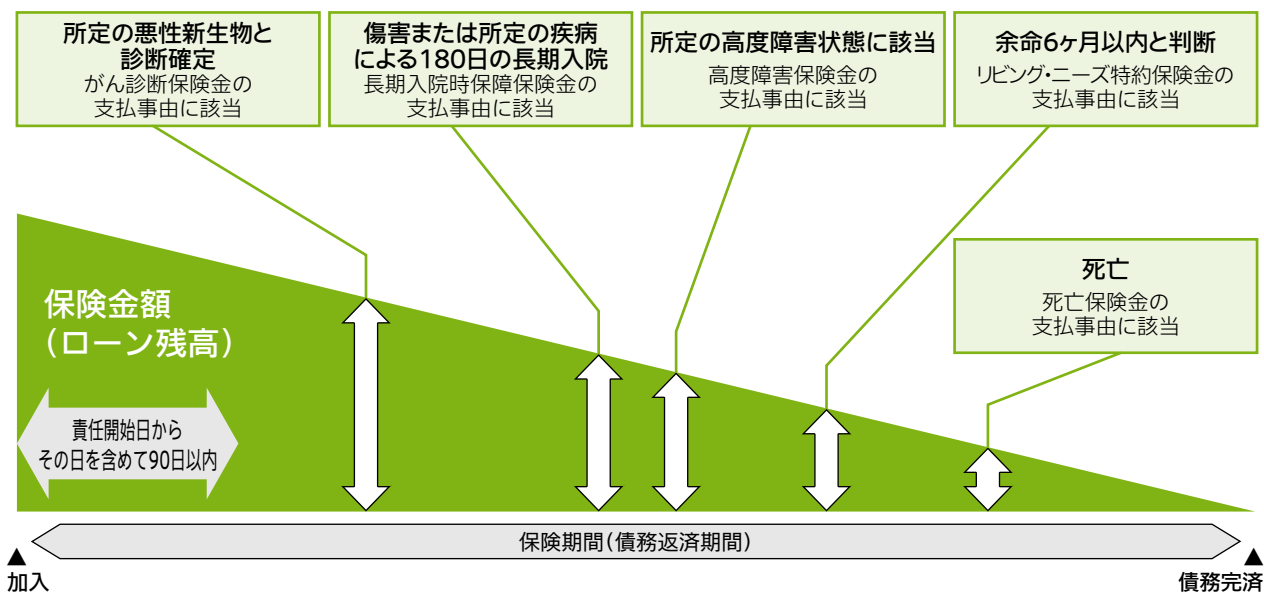 所定の悪性新生物と
診断確定
がん診断保険金の
支払事由に該当
傷害または所定の疾病
による180日の長期入院
長期入院時保障保険金の
支払事由に該当
所定の高度障害状態に該当
高度障害保険金の
支払事由に該当
余命6ヶ月以内と判断
リビング・ニーズ特約保険金の
支払事由に該当
死亡
死亡保険金の
支払事由に該当
保険金額
（ローン残高）
責任開始日から
その日を含めて90日以内
保険期間（債務返済期間）
▲
加入
▲
債務完済